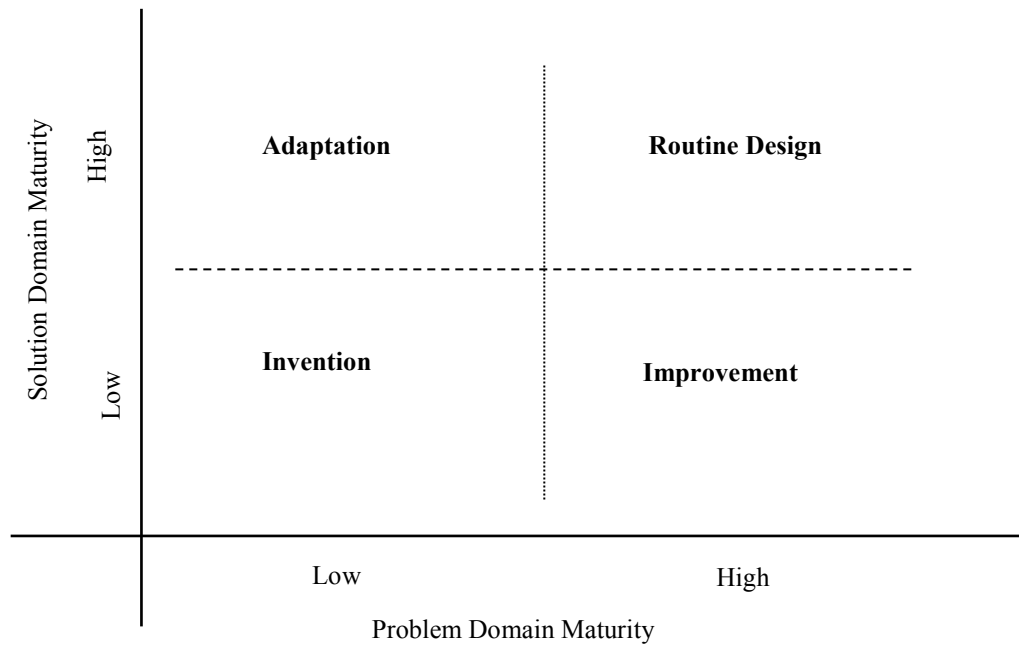 Solution Domain Maturity
High
Low
Adaptation
Routine Design
Invention
Improvement
Low
High
Problem Domain Maturity